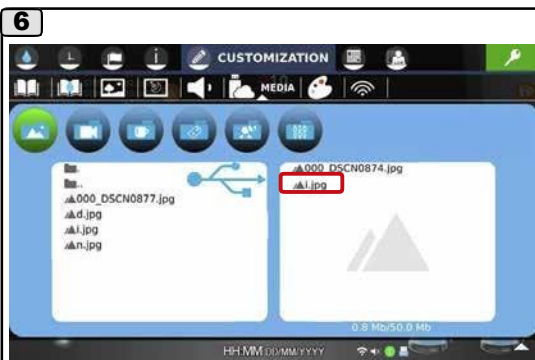 6
CUSTOMIZATION
MEDIA
.
..
000_DSCN0877.jpg
d.jpg
i.jpg
n.jpg
000_DSCN0874.jpg
i.jpg
0.8 Mb/50.0 Mb
HH:MM DD/MM/YYYY